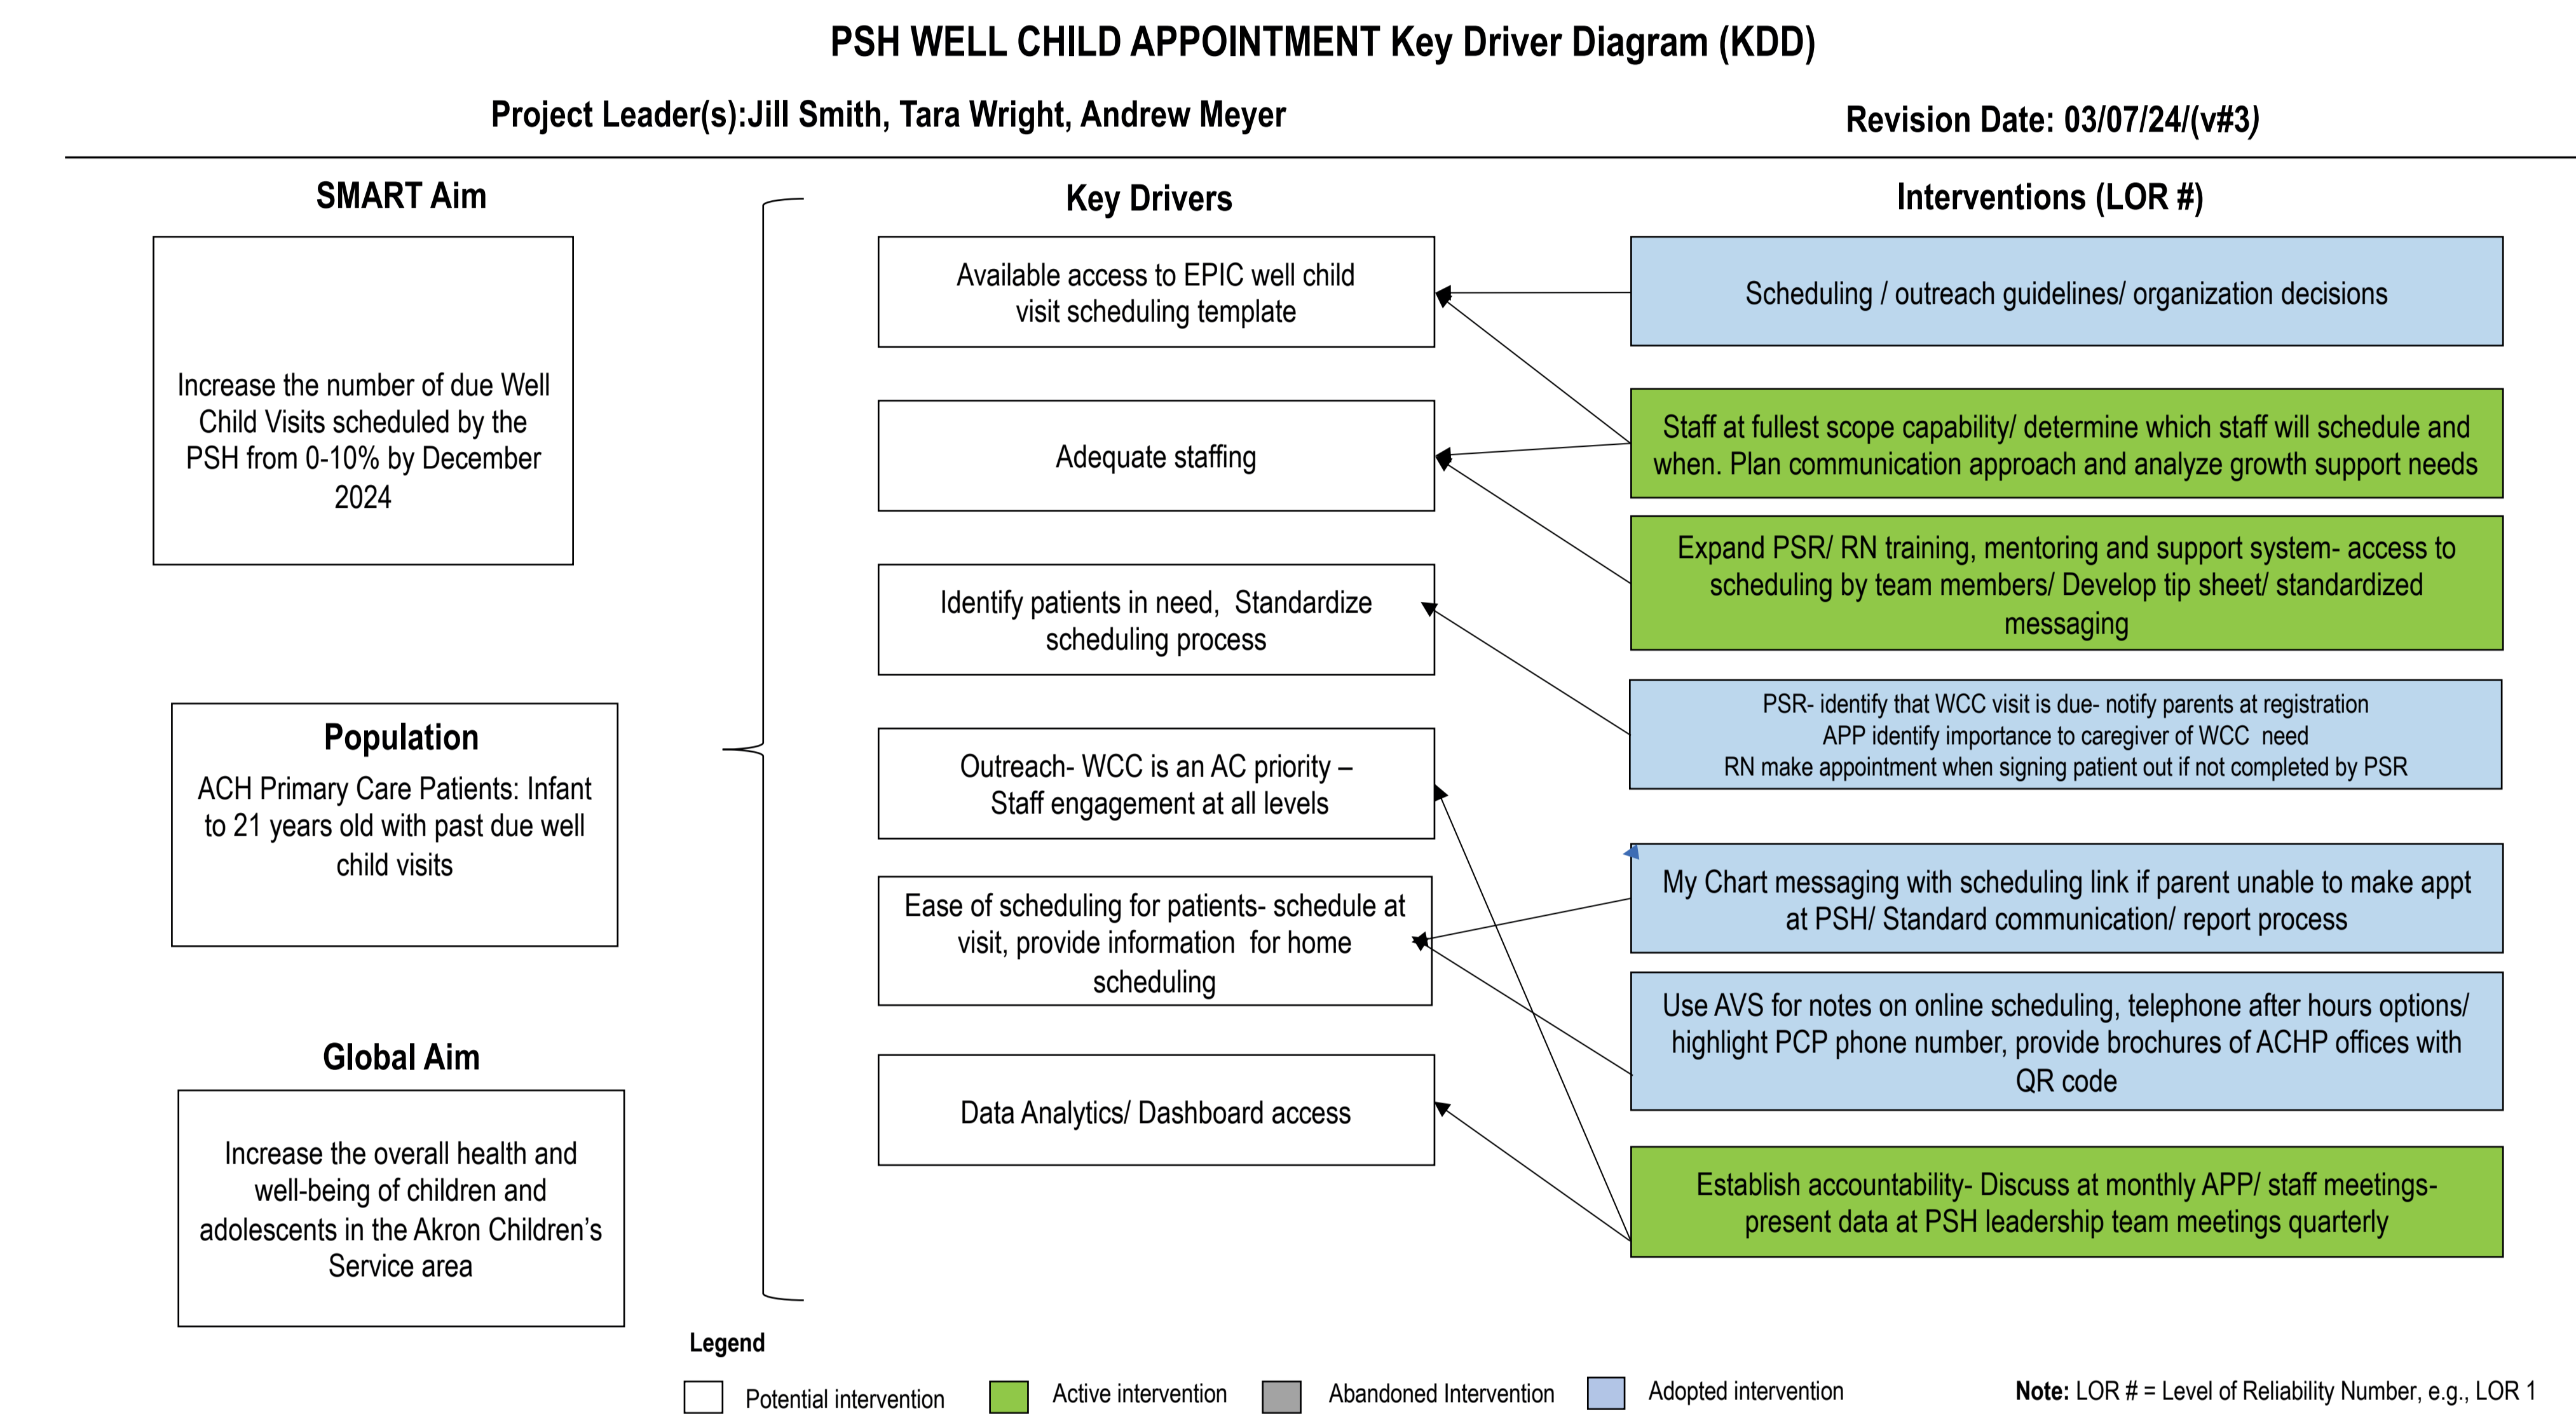 PSH WELL CHILD APPOINTMENT Key Driver Diagram (KDD)
Project Leader(s):Jill Smith, Tara Wright, Andrew Meyer
Revision Date: 03/07/24/(v#3)
SMART Aim
Increase the number of due Well
Child Visits scheduled by the
PSH from 0-10% by December
2024
Population
ACH Primary Care Patients: Infant
to 21 years old with past due well
child visits
Global Aim
Increase the overall health and
well-being of children and
adolescents in the Akron Children’s
Service area
Key Drivers
Available access to EPIC well child
visit scheduling template
Adequate staffing
Identify patients in need,  Standardize
scheduling process
Outreach- WCC is an AC priority –
Staff engagement at all levels
Ease of scheduling for patients- schedule at
visit, provide information  for home
scheduling
Data Analytics/ Dashboard access
Interventions (LOR #)
Scheduling / outreach guidelines/ organization decisions
Staff at fullest scope capability/ determine which staff will schedule and
when. Plan communication approach and analyze growth support needs
Expand PSR/ RN training, mentoring and support system- access to
scheduling by team members/ Develop tip sheet/ standardized
messaging
PSR- identify that WCC visit is due- notify parents at registration
APP identify importance to caregiver of WCC  need
RN make appointment when signing patient out if not completed by PSR
My Chart messaging with scheduling link if parent unable to make appt
at PSH/ Standard communication/ report process
Use AVS for notes on online scheduling, telephone after hours options/
highlight PCP phone number, provide brochures of ACHP offices with
QR code
Establish accountability- Discuss at monthly APP/ staff meetings-
present data at PSH leadership team meetings quarterly
Legend
Potential intervention
Active intervention
Abandoned Intervention
Adopted intervention
Note: LOR # = Level of Reliability Number, e.g., LOR 1